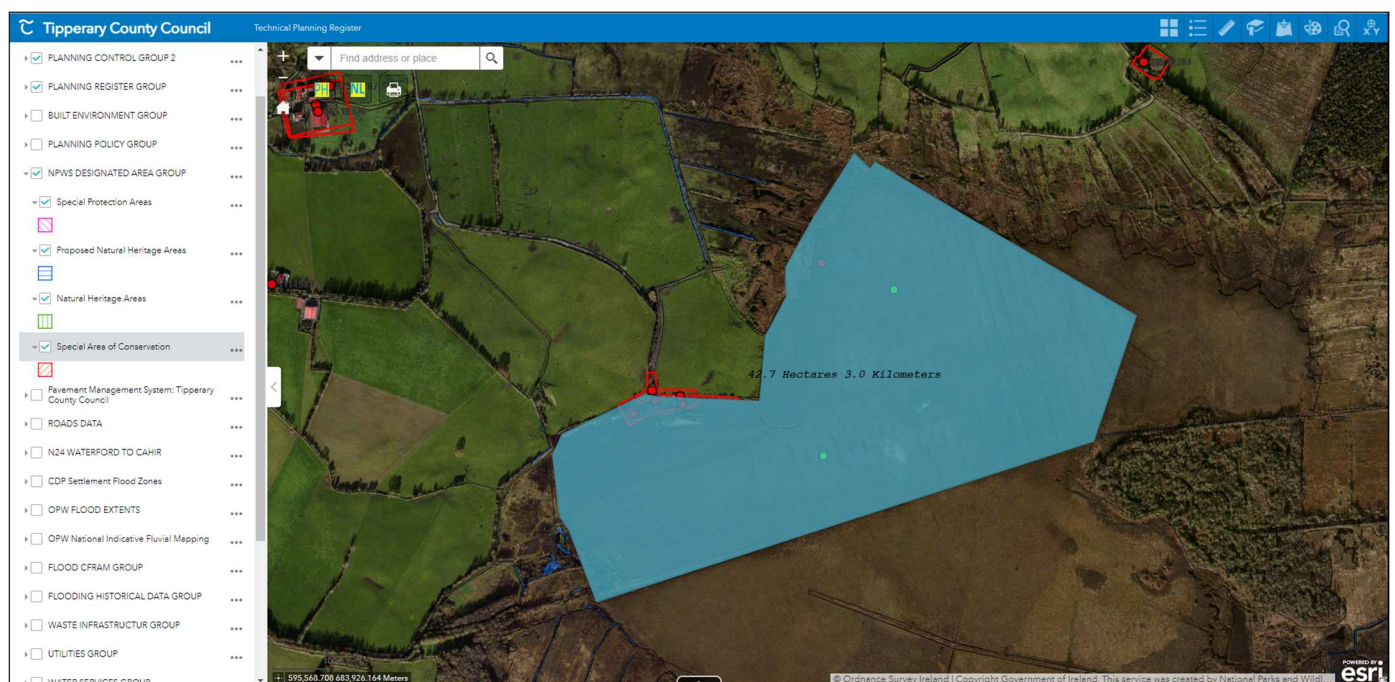 Tipperary County Council
Technical Planning Register
PLANNING CONTROL GROUP 2
PLANNING REGISTER GROUP
BUILT ENVIRONMENT GROUP
PLANNING POLICY GROUP
NPWS DESIGNATED AREA GROUP
Special Protection Areas
Proposed Natural Heritage Areas
Natural Heritage Areas
Special Area of Conservation
Pavement Management System: Tipperary
County Council
ROADS DATA
N24 WATERFORD TO CAHIR
CDP Settlement Flood Zones
OPW FLOOD EXTENTS
OPW National Indicative Fluvial Mapping
FLOOD CFRAM GROUP
FLOODING HISTORICAL DATA GROUP
WASTE INFRASTRUCTUR GROUP
UTILITIES GROUP
WATER SERVICES GROUP
Find address or place
PH
NL
42.7 Hectares 3.0 Kilometers
100m
595,568.708 683,926.164 Meters
© Ordnance Survey Ireland | Copyright Government of Ireland. This service was created by National Parks and Wildl...
POWERED BY
esri